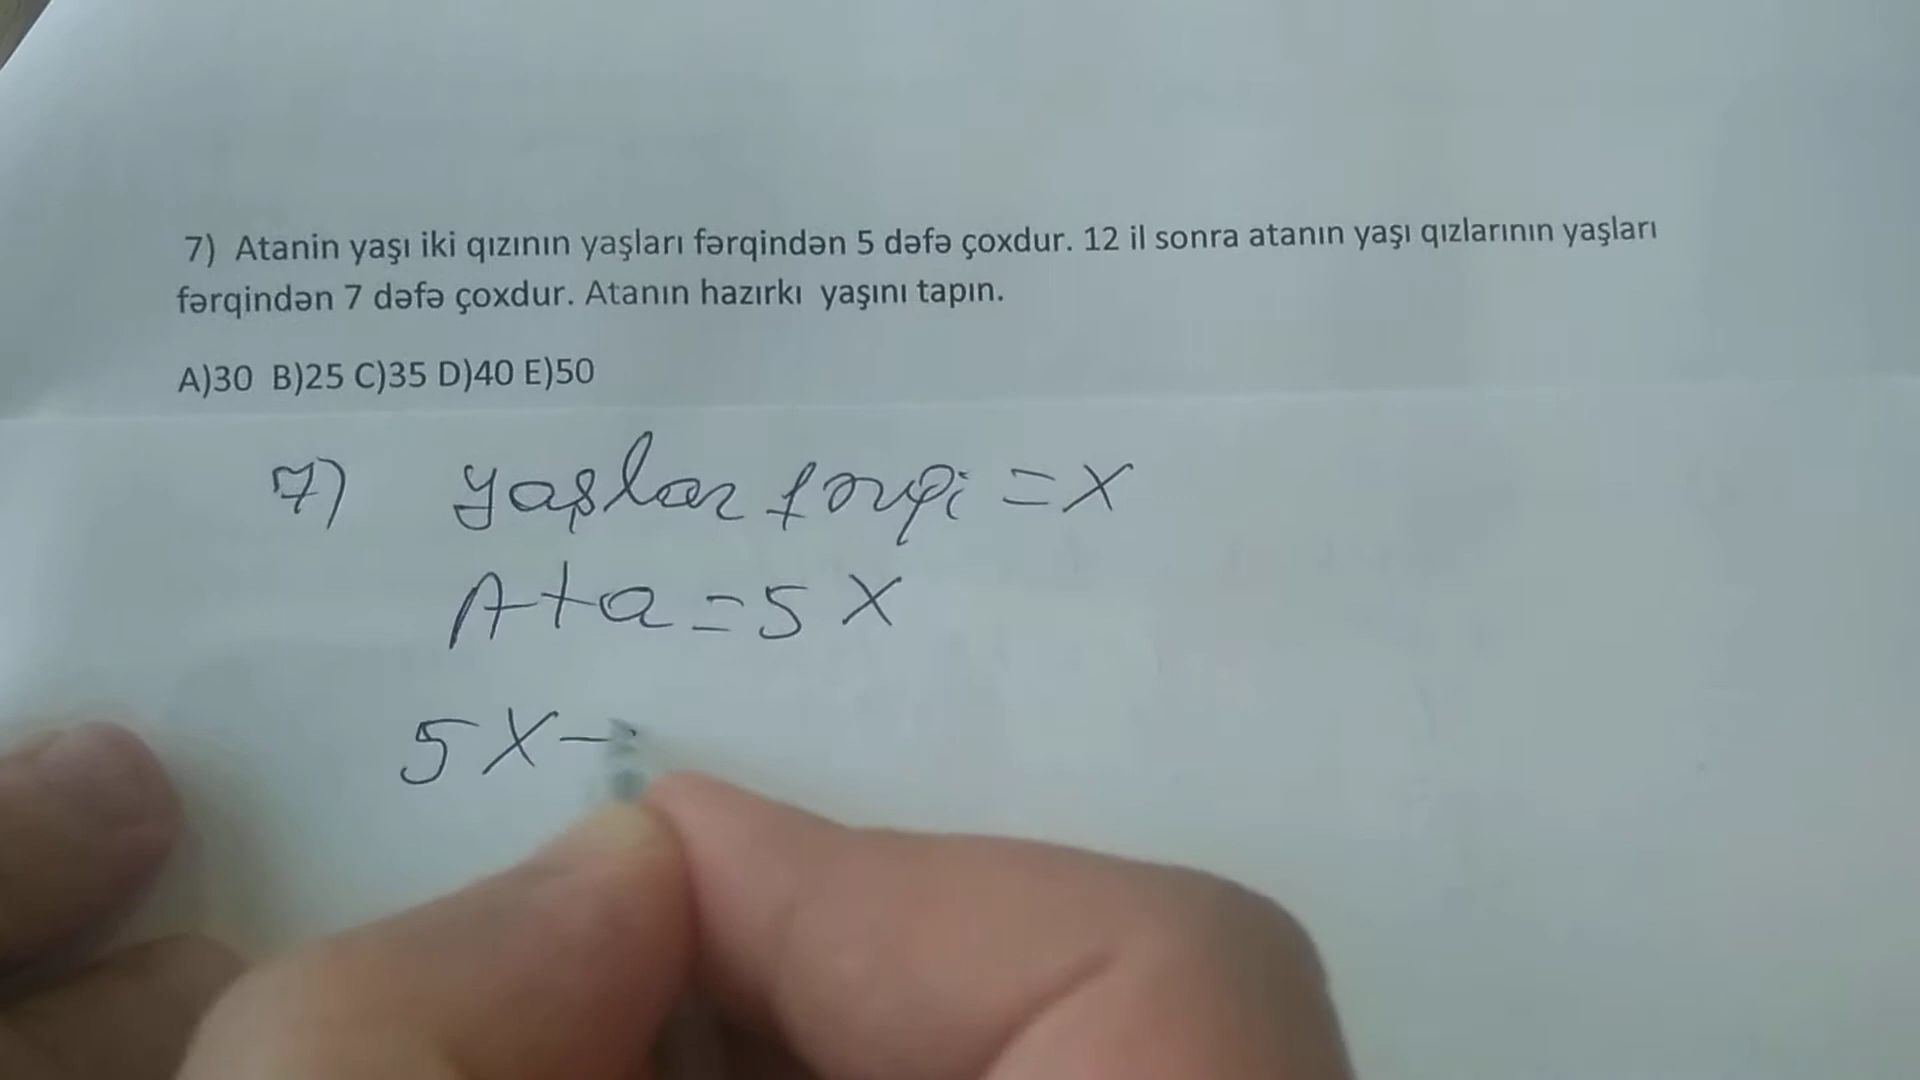 7) Atanin yaşı iki qızının yaşları fərqindən 5 dəfə çoxdur. 12 il sonra atanın yaşı qızlarının yaşları
fərqindən 7 dəfə çoxdur. Atanın hazırkı yaşını tapın.
A)30 B)25 C)35 D)40 E)50
7) yaşlar fərqi = x
Ata = 5x
5x